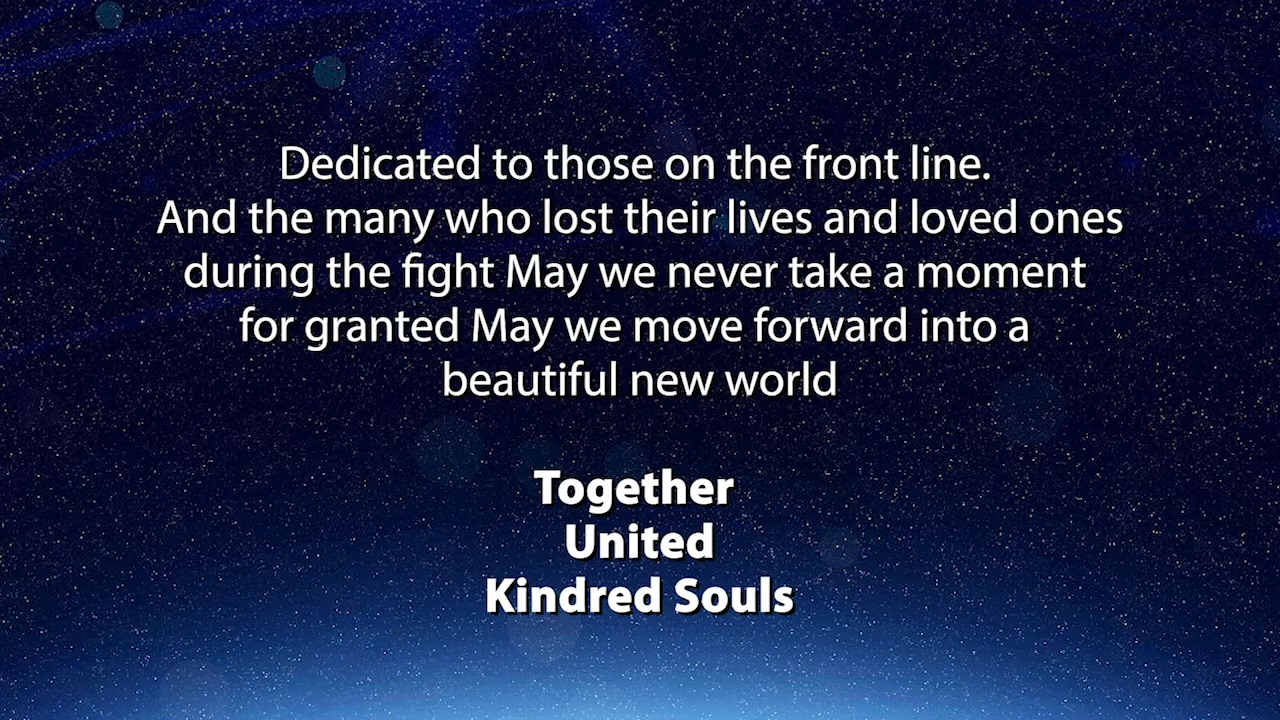 Dedicated to those on the front line.
And the many who lost their lives and loved ones
during the fight May we never take a moment
for granted May we move forward into a
beautiful new world
Together
United
Kindred Souls